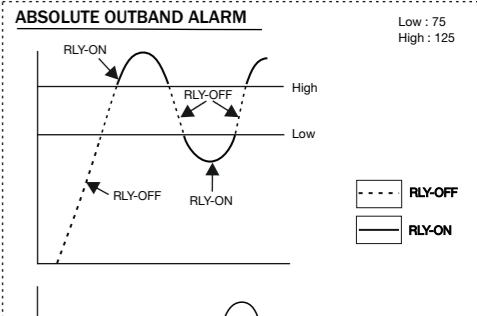 ABSOLUTE OUTBAND ALARM
Low : 75
High : 125
RLY-ON
High
RLY-OFF
Low
RLY-OFF
RLY-ON
RLY-OFF
RLY-ON